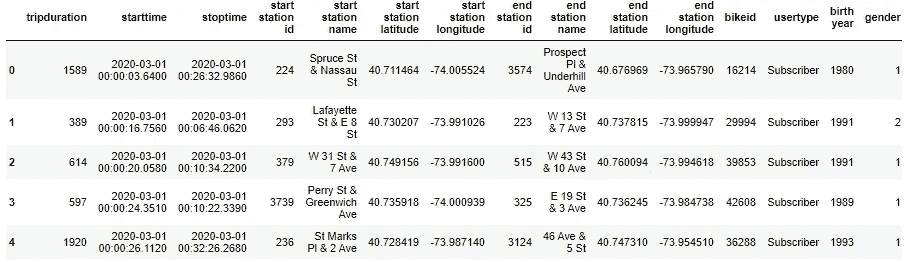 tripduration starttime stoptime start station id start station name start station latitude start station longitude end station id end station name end station latitude end station longitude bikeid usertype birth year gender
0 1589 2020-03-01 00:00:03.6400 2020-03-01 00:26:32.9860 224 Spruce St & Nassau St 40.711464 -74.005524 3574 Prospect Pl & Underhill Ave 40.676969 -73.965790 16214 Subscriber 1980 1
1 389 2020-03-01 00:00:16.7560 2020-03-01 00:06:46.0620 293 Lafayette St & E 8 St 40.730207 -73.991026 223 W 13 St & 7 Ave 40.737815 -73.999947 29994 Subscriber 1991 2
2 614 2020-03-01 00:00:20.0580 2020-03-01 00:10:34.2200 379 W 31 St & 7 Ave 40.749156 -73.991600 515 W 43 St & 10 Ave 40.760094 -73.994618 39853 Subscriber 1991 1
3 597 2020-03-01 00:00:24.3510 2020-03-01 00:10:22.3390 3739 Perry St & Greenwich Ave 40.735918 -74.000939 325 E 19 St & 3 Ave 40.736245 -73.984738 42608 Subscriber 1989 1
4 1920 2020-03-01 00:00:26.1120 2020-03-01 00:32:26.2680 236 St Marks Pl & 2 Ave 40.728419 -73.987140 3124 46 Ave & 5 St 40.747310 -73.954510 36288 Subscriber 1993 1